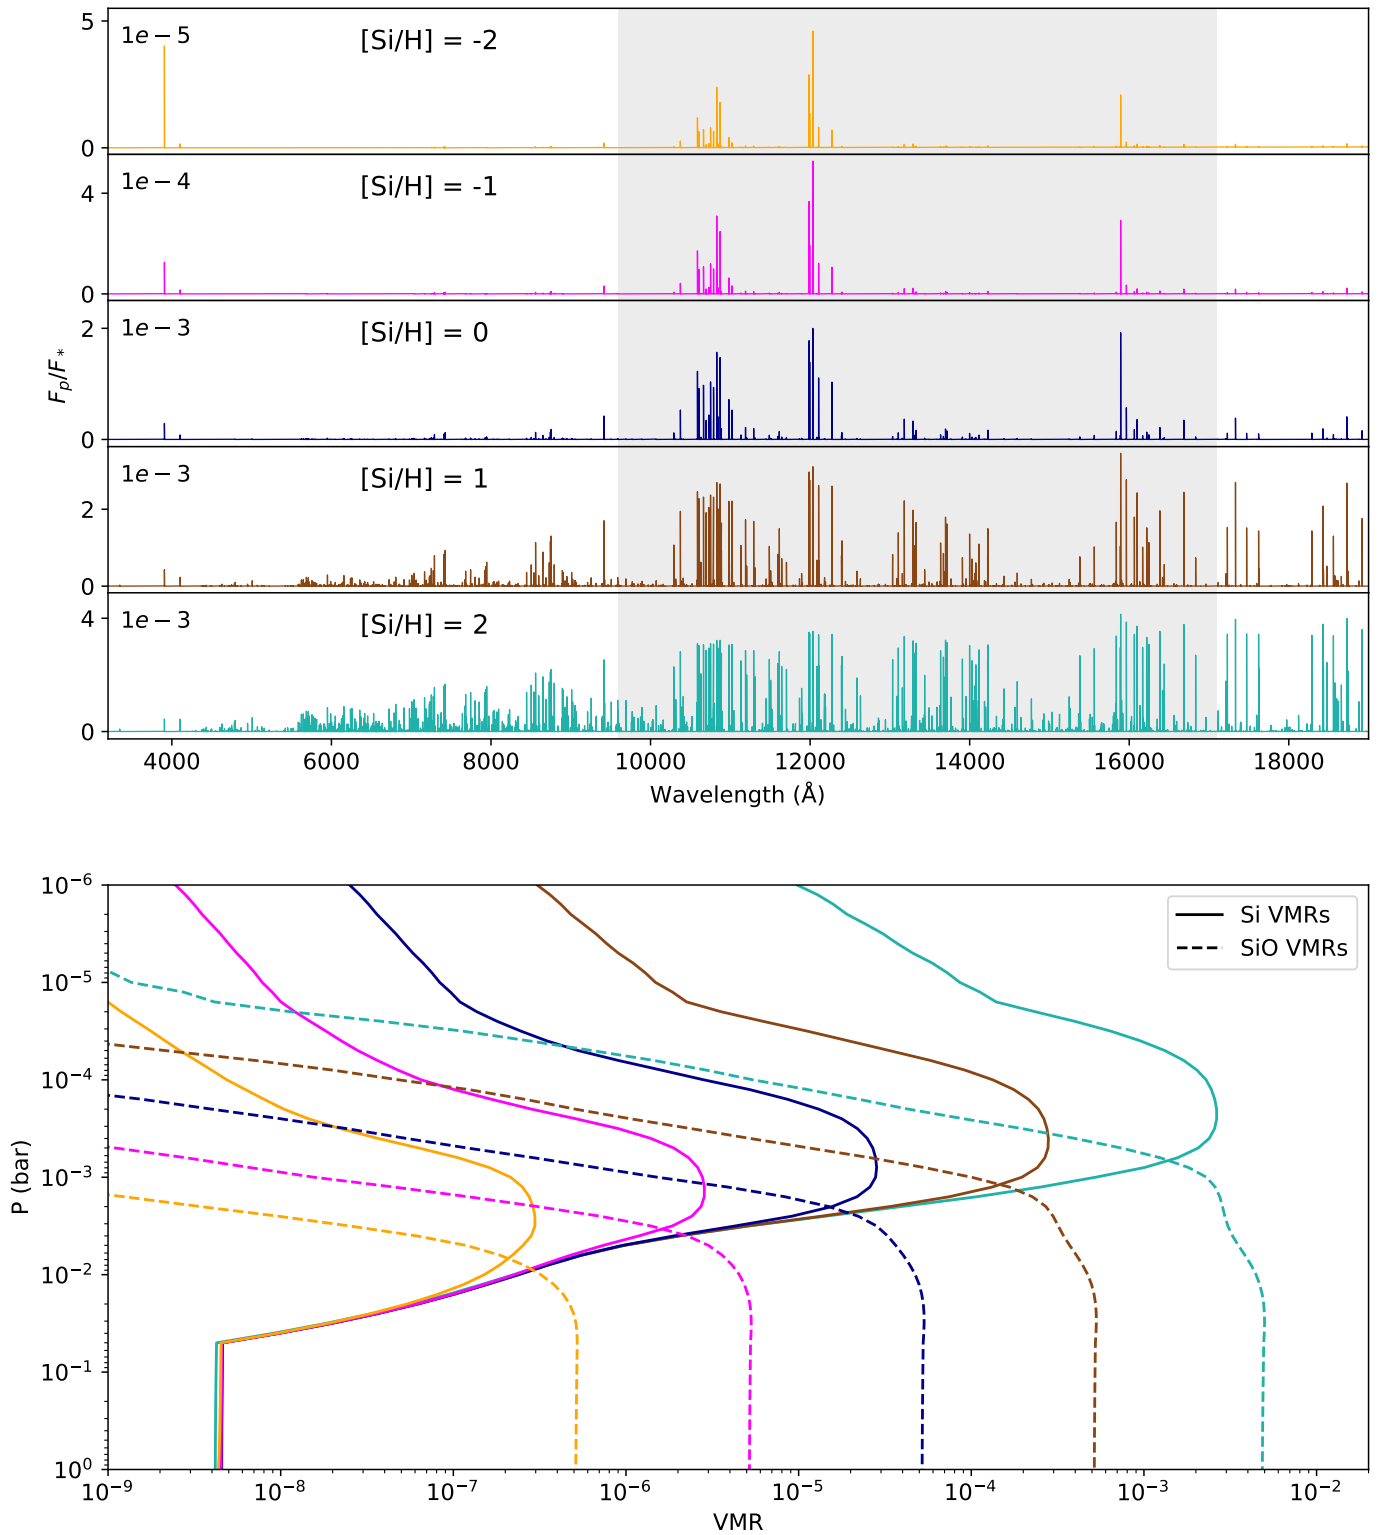 5
1e−5
[Si/H] = -2
0
1e−4
[Si/H] = -1
4
0
1e−3
[Si/H] = 0
2
0
F_p/F_*
1e−3
[Si/H] = 1
2
0
1e−3
[Si/H] = 2
4
0
4000 6000 8000 10000 12000 14000 16000 18000
Wavelength (Å)
10⁻⁶
Si VMRs
SiO VMRs
10⁻⁵
10⁻⁴
10⁻³
10⁻²
10⁻¹
10⁰
P (bar)
10⁻⁹ 10⁻⁸ 10⁻⁷ 10⁻⁶ 10⁻⁵ 10⁻⁴ 10⁻³ 10⁻²
VMR